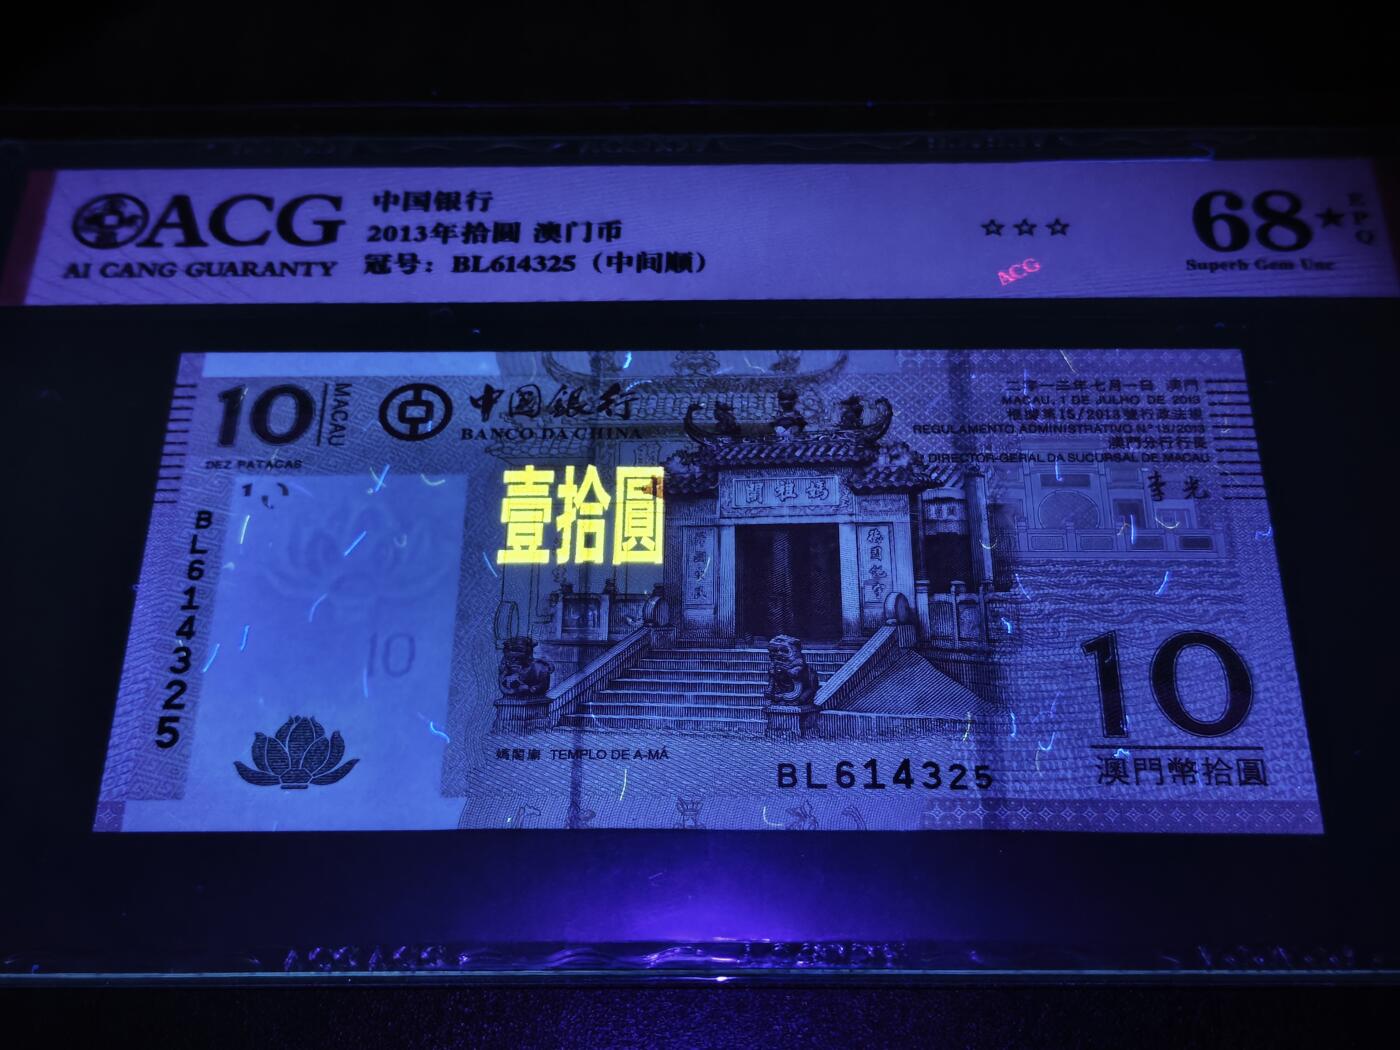 ACG
AI CANG GUARANTY
中国银行
2013年拾圆 澳门币
冠号：BL614325（中间顺）
☆☆☆
ACG
68★
EPQ
Superb Gem Unc
10
MACAU
DEZ PATACAS
中国银行
BANCO DA CHINA
二零一三年七月一日 澳門
MACAU, 1 DE JULHO DE 2013
根據第15/2013號行政法規
REGULAMENTO ADMINISTRATIVO N.º 15/2013
澳門分行行長
O DIRECTOR-GERAL DA SUCURSAL DE MACAU
李光
壹拾圓
閣祖媽
BL614325
10
媽閣廟 TEMPLO DE A-MÁ
BL614325
10
澳門幣拾圓